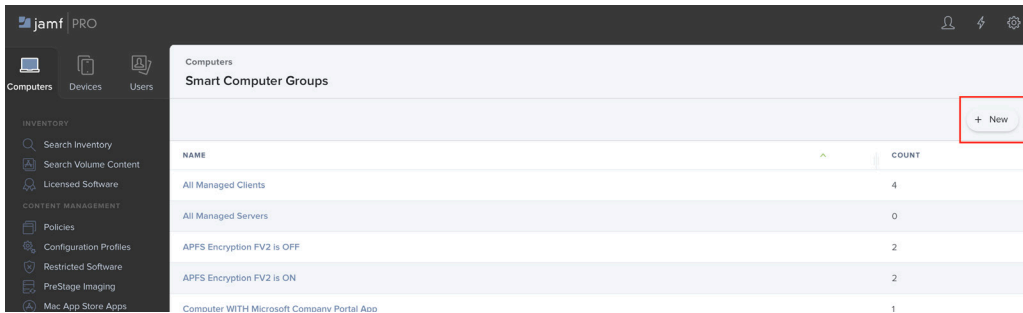 jamf PRO
Computers
Devices
Users
INVENTORY
Search Inventory
Search Volume Content
Licensed Software
CONTENT MANAGEMENT
Policies
Configuration Profiles
Restricted Software
PreStage Imaging
Mac App Store Apps
Computers
Smart Computer Groups
+ New
NAME COUNT
All Managed Clients 4
All Managed Servers 0
APFS Encryption FV2 is OFF 2
APFS Encryption FV2 is ON 2
Computer WITH Microsoft Company Portal App 1